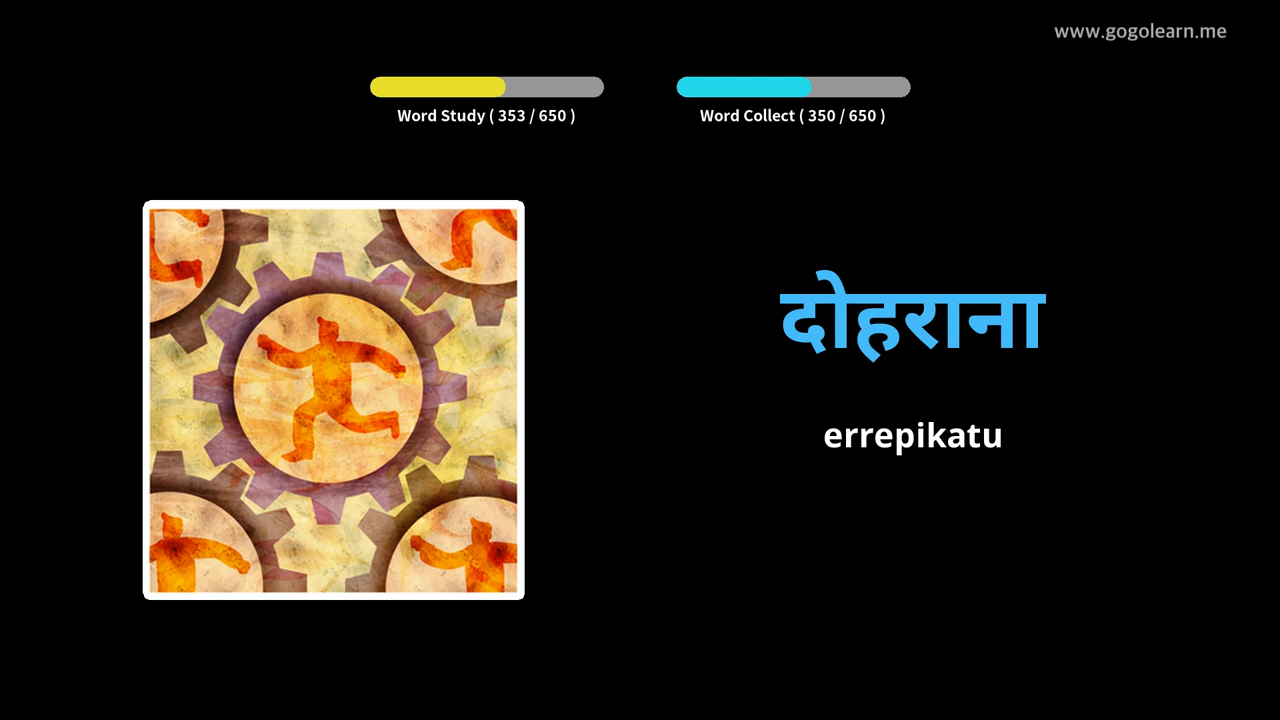 www.gogolearn.me
Word Study ( 353 / 650 )
Word Collect ( 350 / 650 )
दोहराना
errepikatu